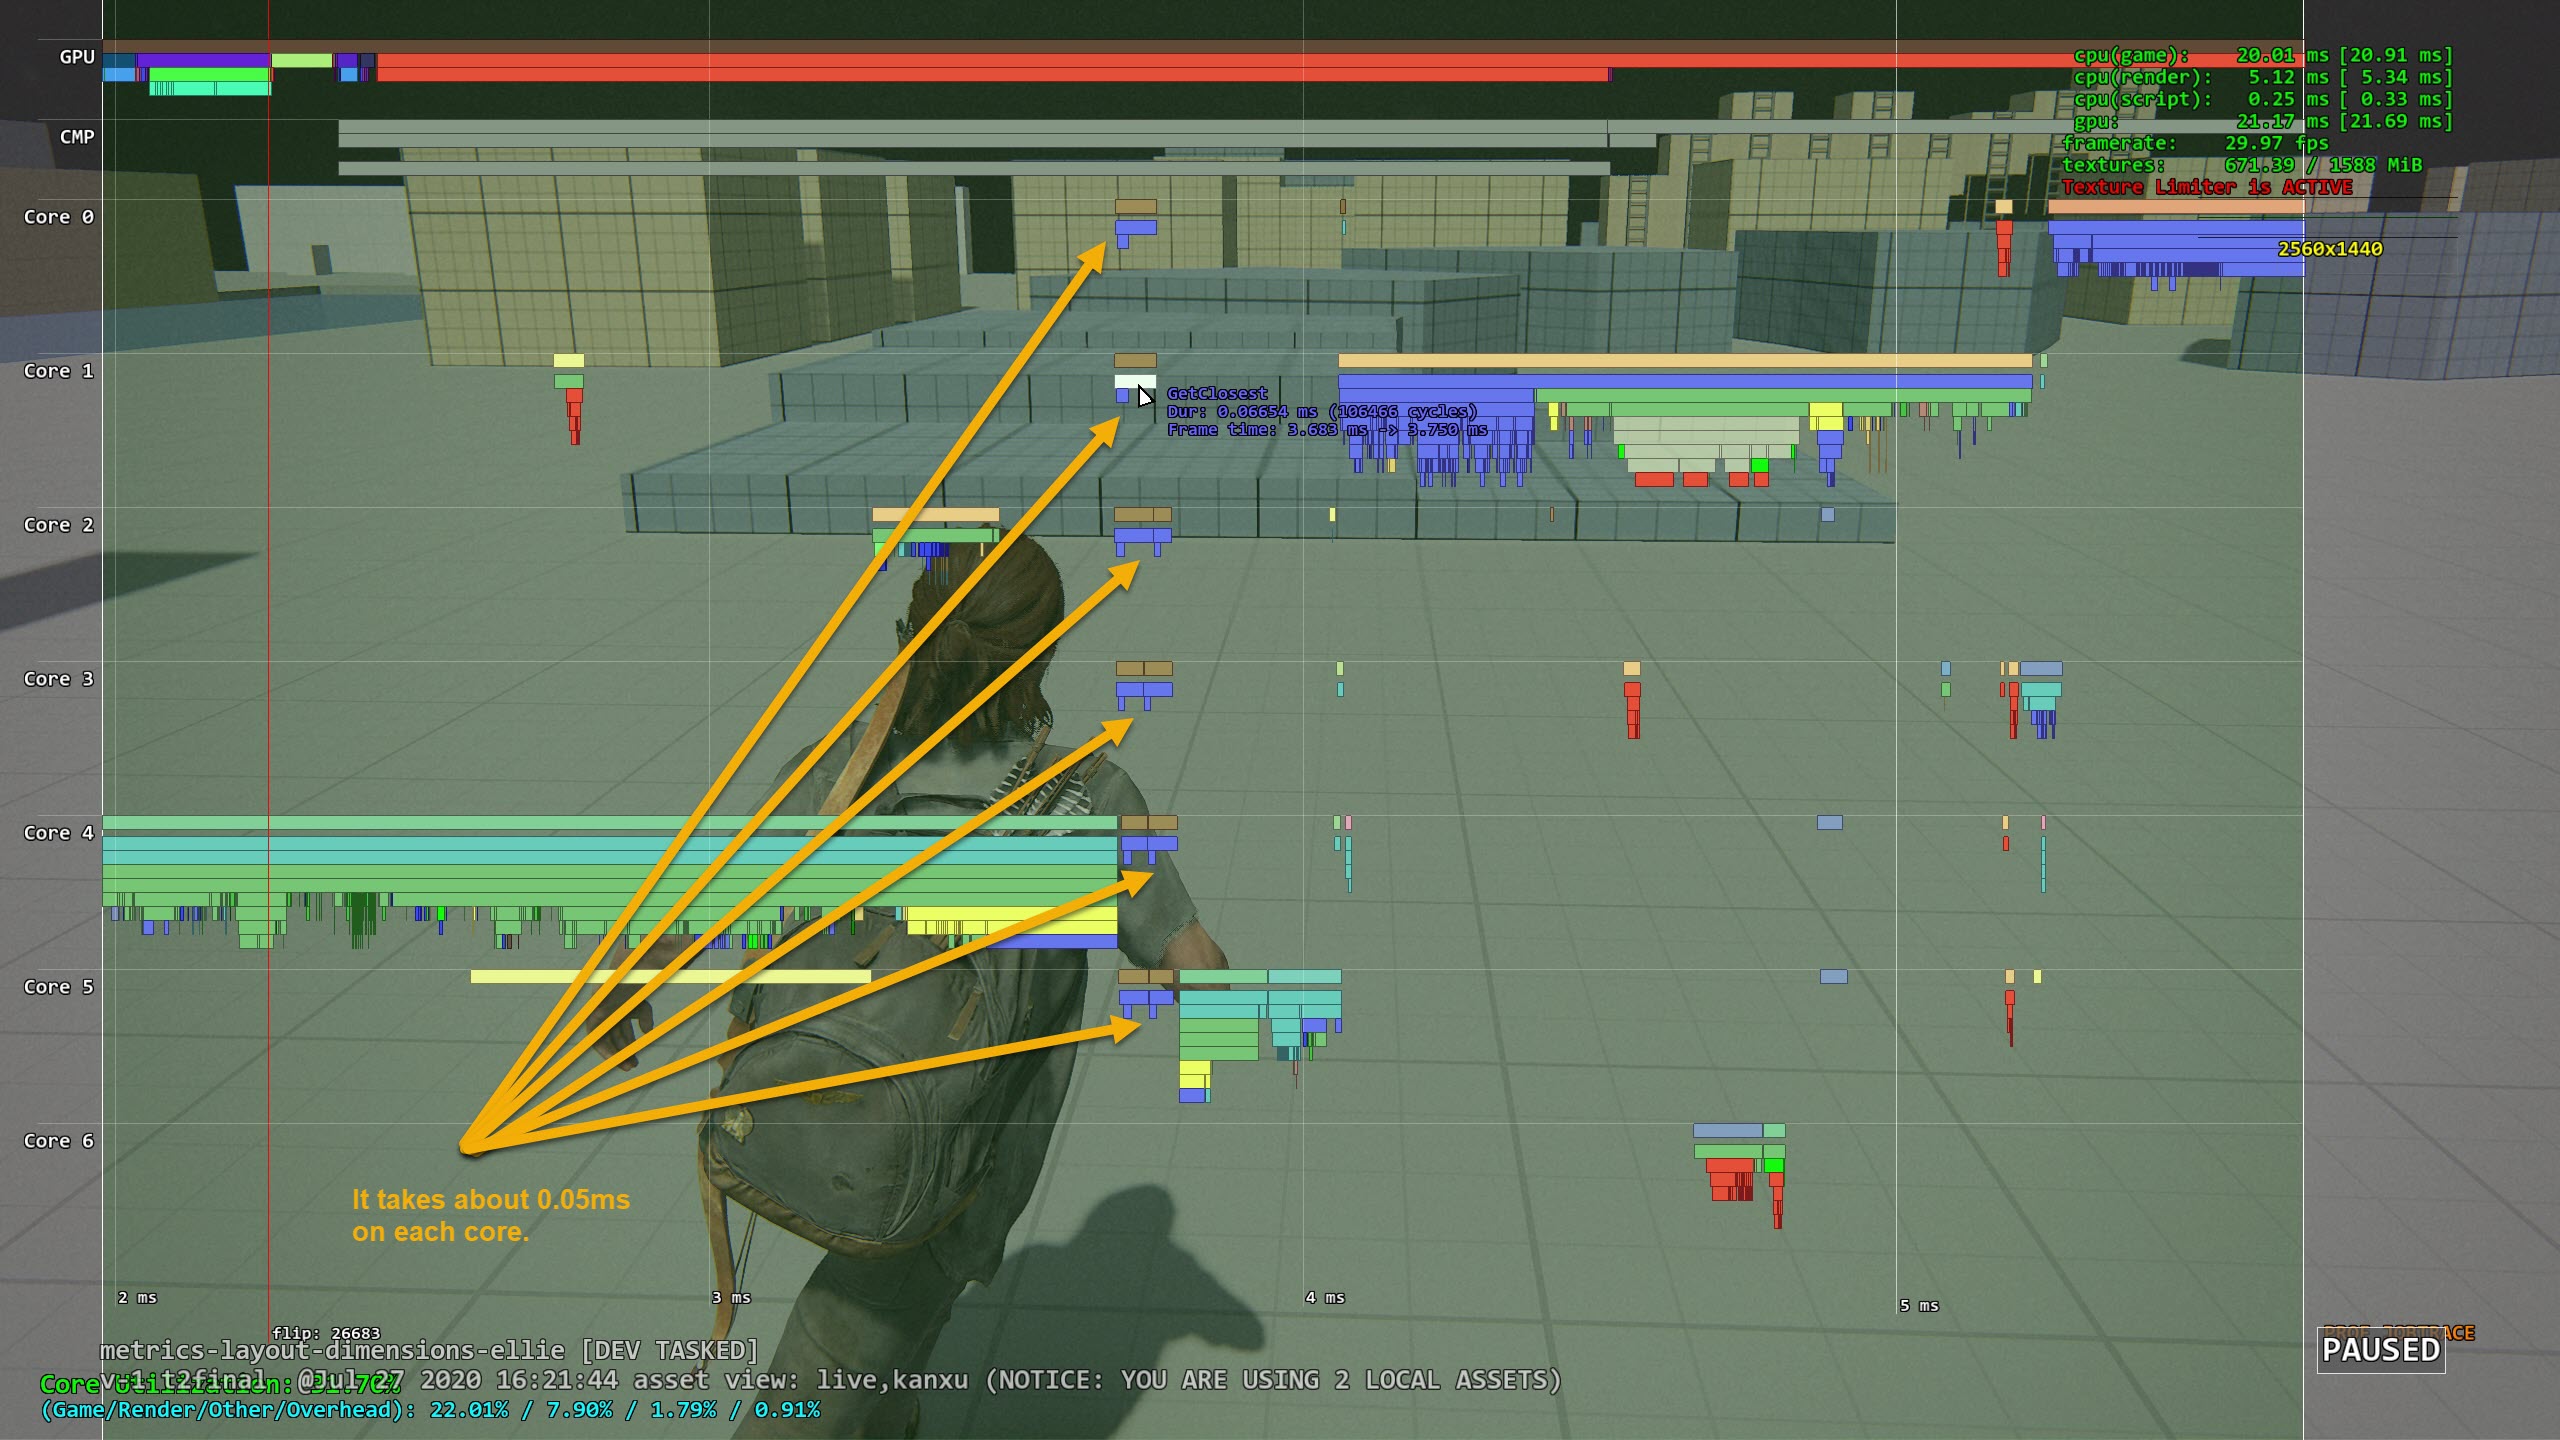 GPU
cpu(game): 20.01 ms [20.91 ms]
cpu(render): 5.12 ms [ 5.34 ms]
cpu(script): 0.25 ms [ 0.33 ms]
gpu: 21.17 ms [21.69 ms]
CMP
framerate: 29.97 fps
textures: 671.39 / 1588 MiB
Texture Limiter is ACTIVE
Core 0
2560x1440
Core 1
GetClosest
Dur: 0.06654 ms (106466 cycles)
Frame time: 3.683 ms -> 3.750 ms
Core 2
Core 3
Core 4
Core 5
Core 6
It takes about 0.05ms
on each core.
2 ms
3 ms
4 ms
5 ms
flip: 26683
PROF JOBTRACE
PAUSED
metrics-layout-dimensions-ellie [DEV TASKED]
v-1 t2final @Jul 27 2020 16:21:44 asset view: live,kanxu (NOTICE: YOU ARE USING 2 LOCAL ASSETS)
Core Utilization:
(Game/Render/Other/Overhead): 22.01% / 7.90% / 1.79% / 0.91%